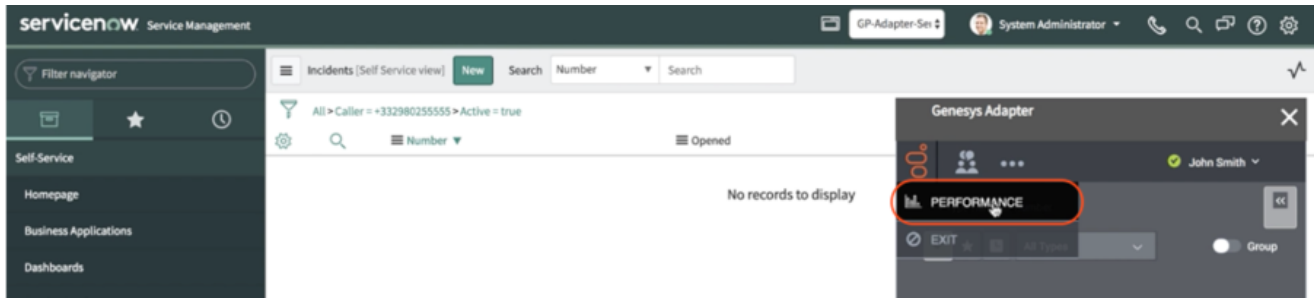 servicenow Service Management
GP-Adapter-Ser
System Administrator
Filter navigator
Incidents [Self Service view] New Search Number Search
All > Caller = +332980255555 > Active = true
Number
Opened
Self-Service
Homepage
Business Applications
Dashboards
No records to display
Genesys Adapter
John Smith
PERFORMANCE
EXIT
All Types
Group